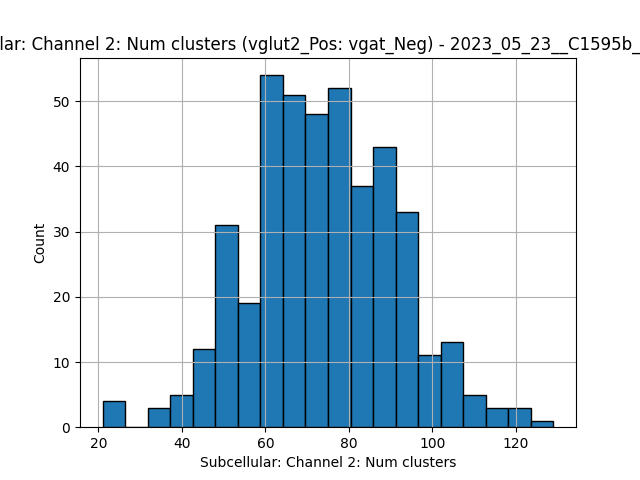 lar: Channel 2: Num clusters (vglut2_Pos: vgat_Neg) - 2023_05_23__C1595b_
50
40
30
20
10
0
Count
20 40 60 80 100 120
Subcellular: Channel 2: Num clusters